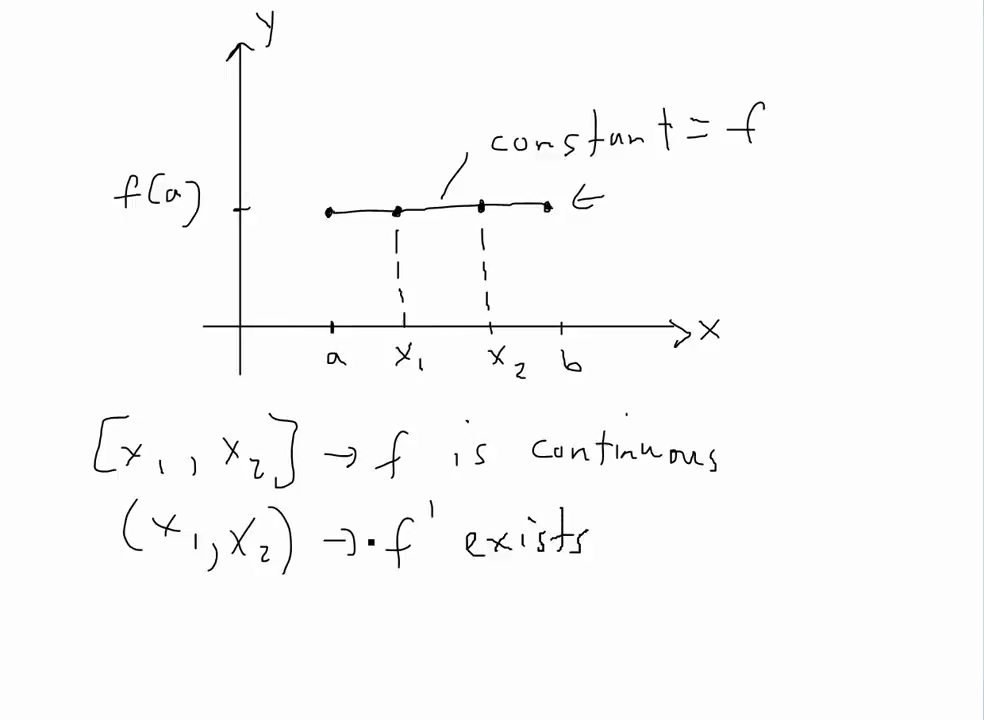 y
constant = f
f(a)
x
a x₁ x₂ b
[x₁, x₂] → f is continuous
(x₁, x₂) → f' exists